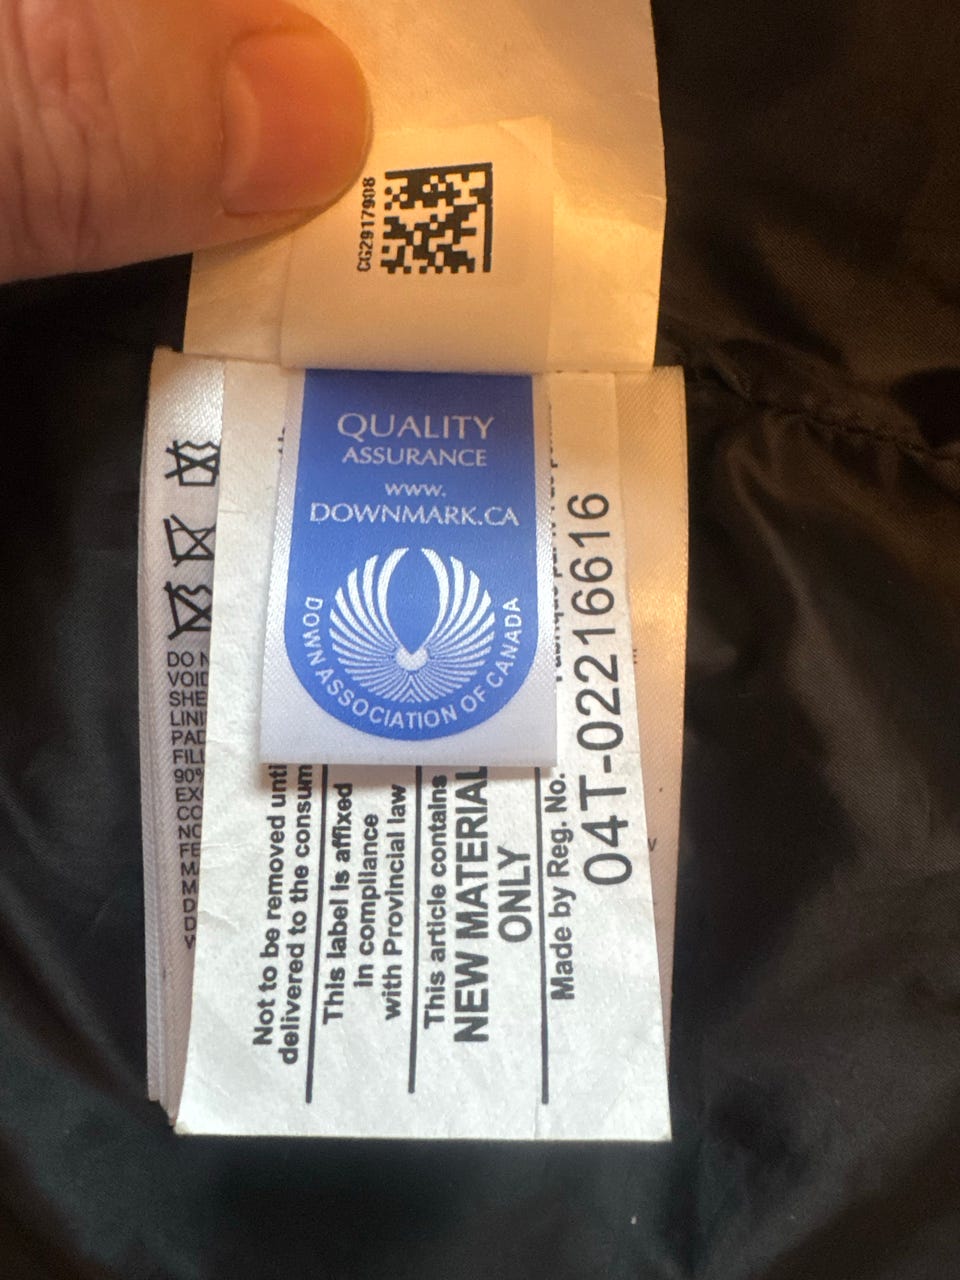 CG2917908
QUALITY
ASSURANCE
www.
DOWNMARK.CA
DOWN ASSOCIATION OF CANADA
Not to be removed until
delivered to the consum
This label is affixed
in compliance
with Provincial law
This article contains
NEW MATERIAL
ONLY
Made by Reg. No.
04T-02216616
DO N
VOID
SHE
LINI
PAD
FILL
90%
EX
CO
NO
FE
MA
M
D
D
W